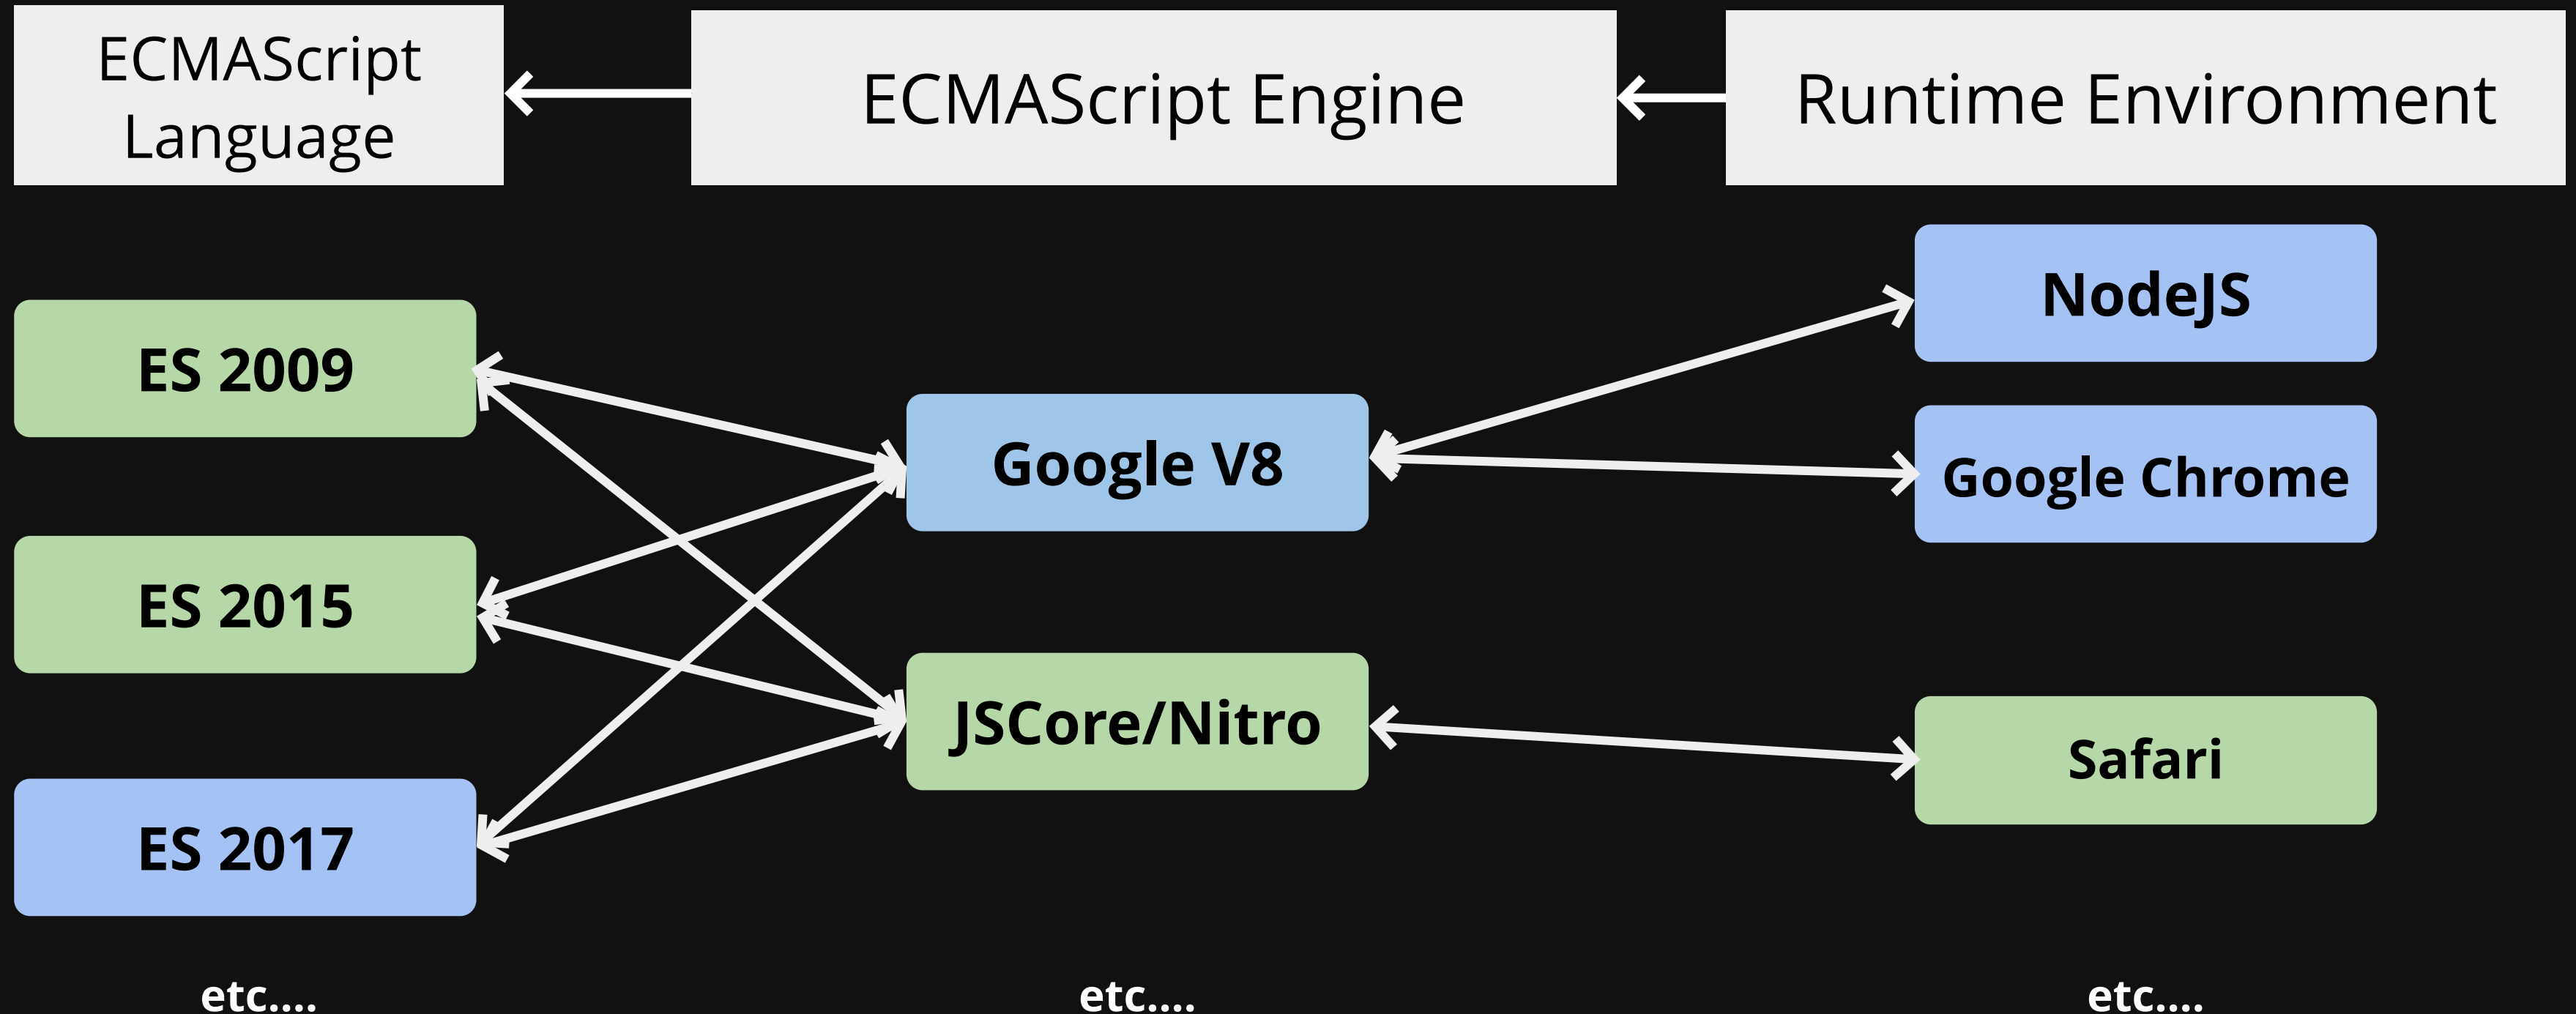 ECMAScript
Language
ECMAScript Engine
Runtime Environment
ES 2009
ES 2015
ES 2017
etc....
Google V8
JSCore/Nitro
etc....
NodeJS
Google Chrome
Safari
etc....